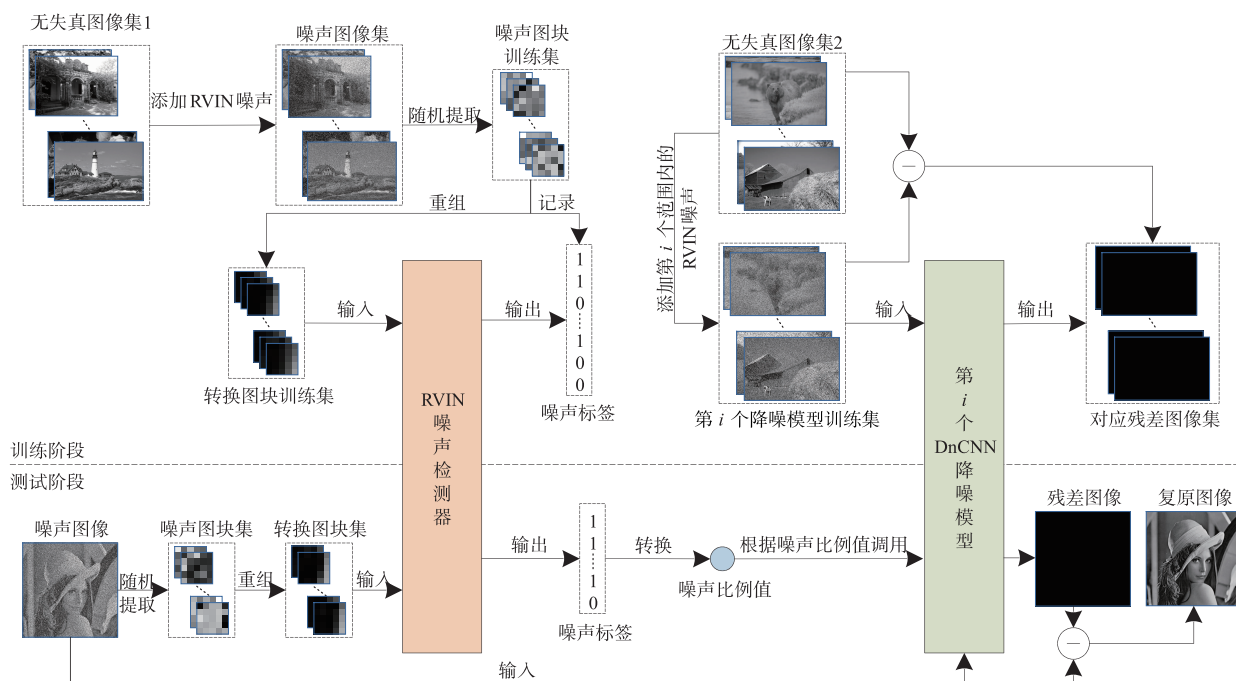 无失真图像集1
噪声图像集
噪声图块
训练集
添加RVIN噪声
随机提取
重组
记录
1
1
0
⋮
1
0
0
输入
输出
转换图块训练集
噪声标签
RVIN
噪
声
检
测
器
无失真图像集2
添加第 i 个范围内的
RVIN噪声
—
输入
输出
第 i 个降噪模型训练集
对应残差图像集
第
i
个
DnCNN
降
噪
模
型
训练阶段
测试阶段
噪声图像
噪声图块集
转换图块集
随机
提取
重组
输入
输出
1
1
⋮
1
0
噪声标签
转换
噪声比例值
根据噪声比例值调用
残差图像
复原图像
—
输入